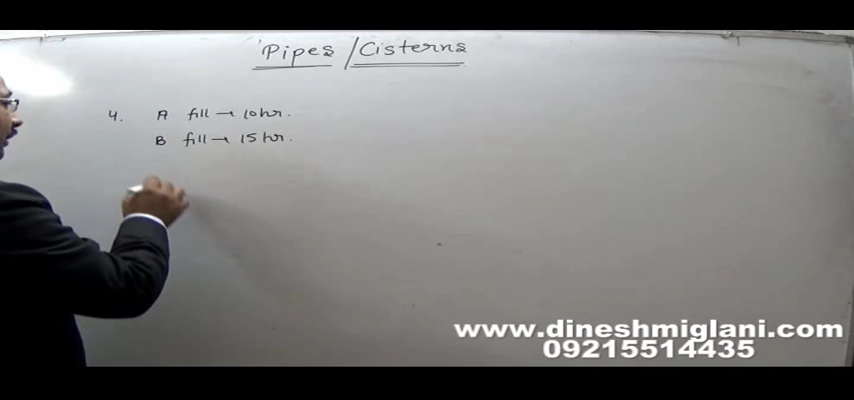 Pipes / Cisterns
4. A fill → 10 hr.
B fill → 15 hr.
www.dineshmiglani.com
09215514435